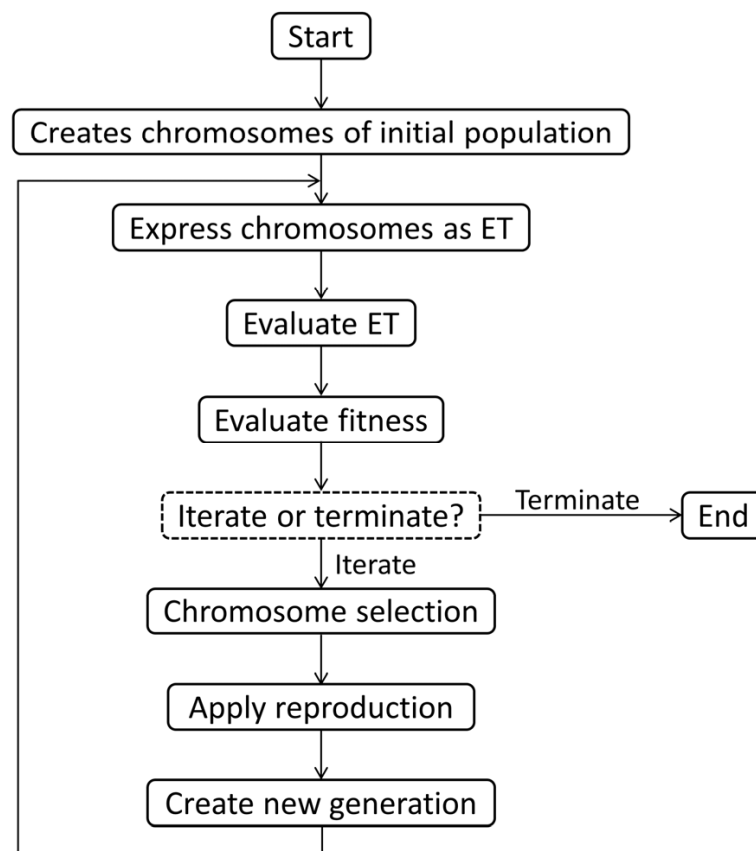 Start
Creates chromosomes of initial population
Express chromosomes as ET
Evaluate ET
Evaluate fitness
Iterate or terminate?
Terminate
End
Iterate
Chromosome selection
Apply reproduction
Create new generation